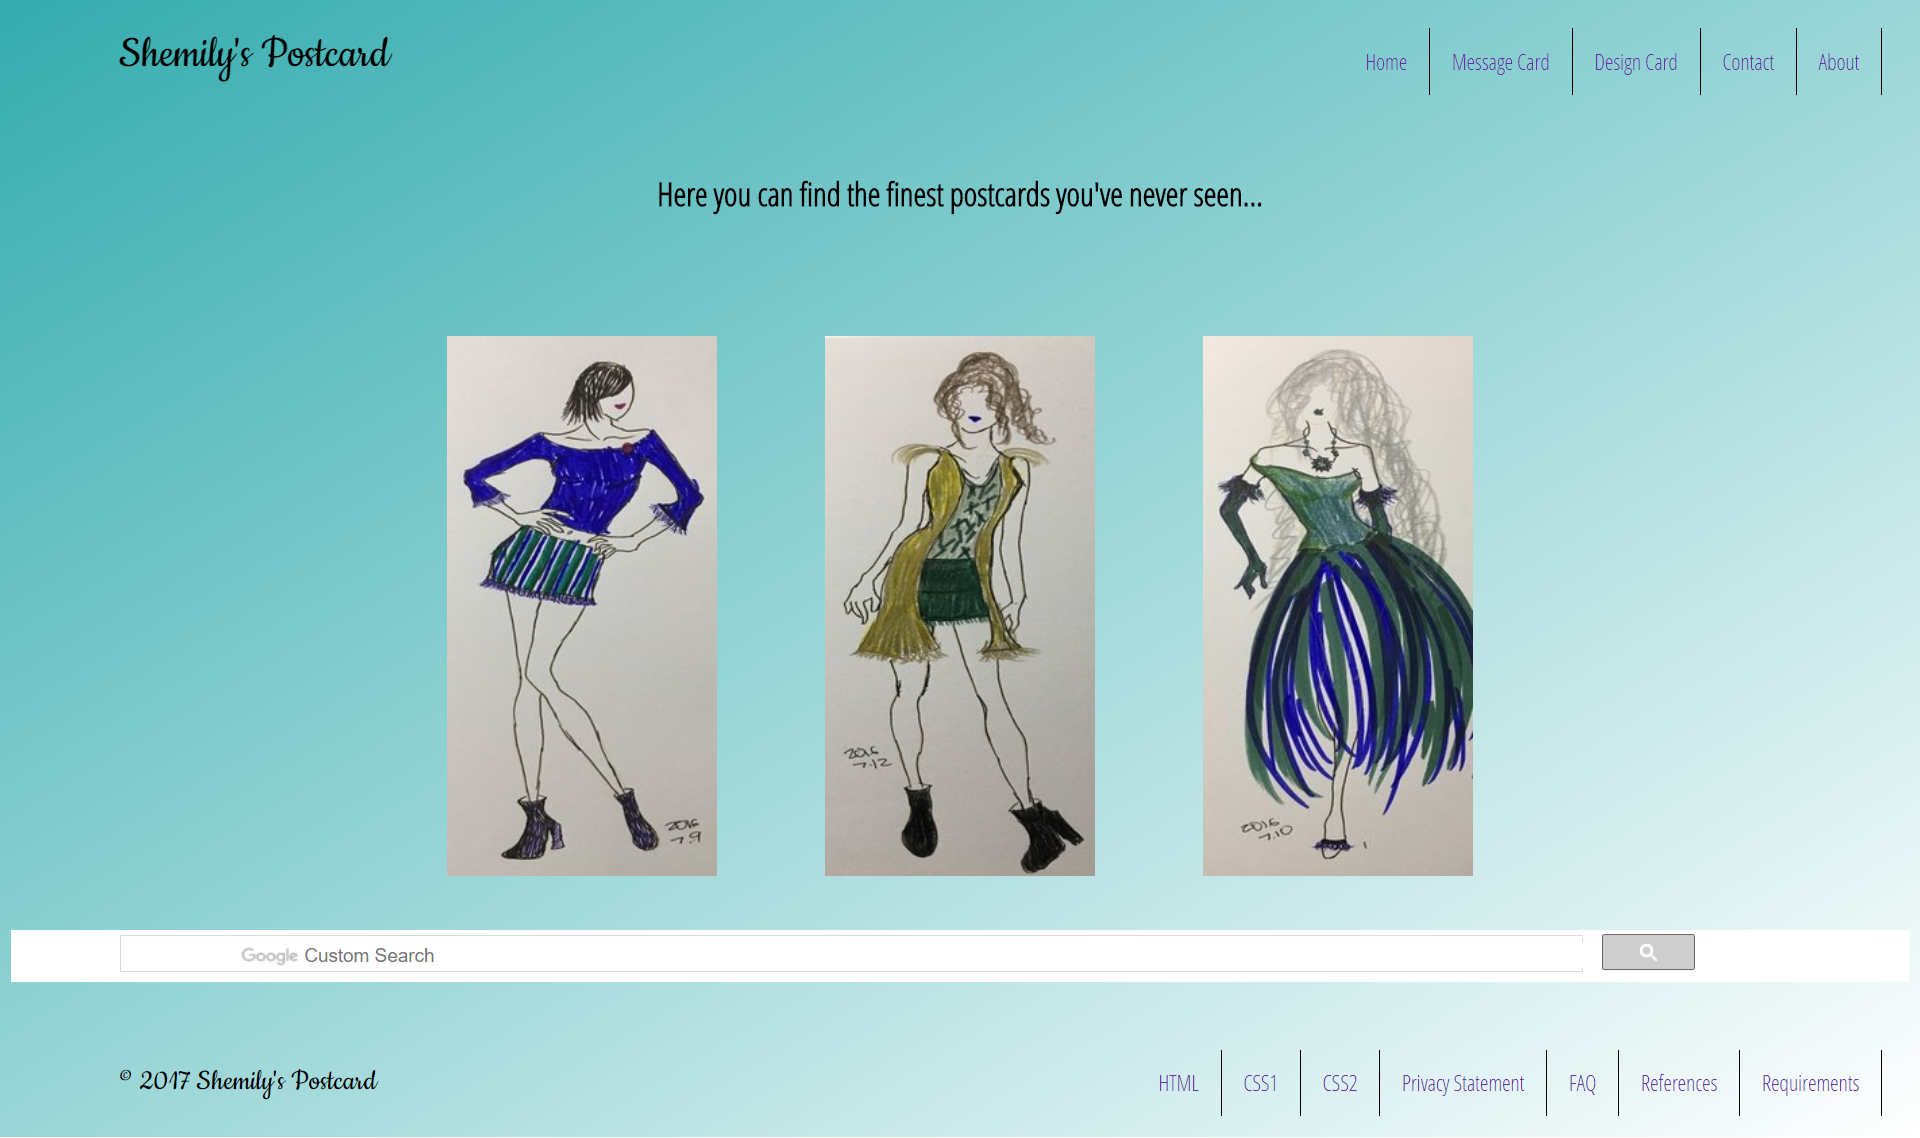 Shemily's Postcard
Home
Message Card
Design Card
Contact
About
Here you can find the finest postcards you've never seen...
2016
7.9
2016
7.12
2016
7.10
Google Custom Search
© 2017 Shemily's Postcard
HTML
CSS1
CSS2
Privacy Statement
FAQ
References
Requirements